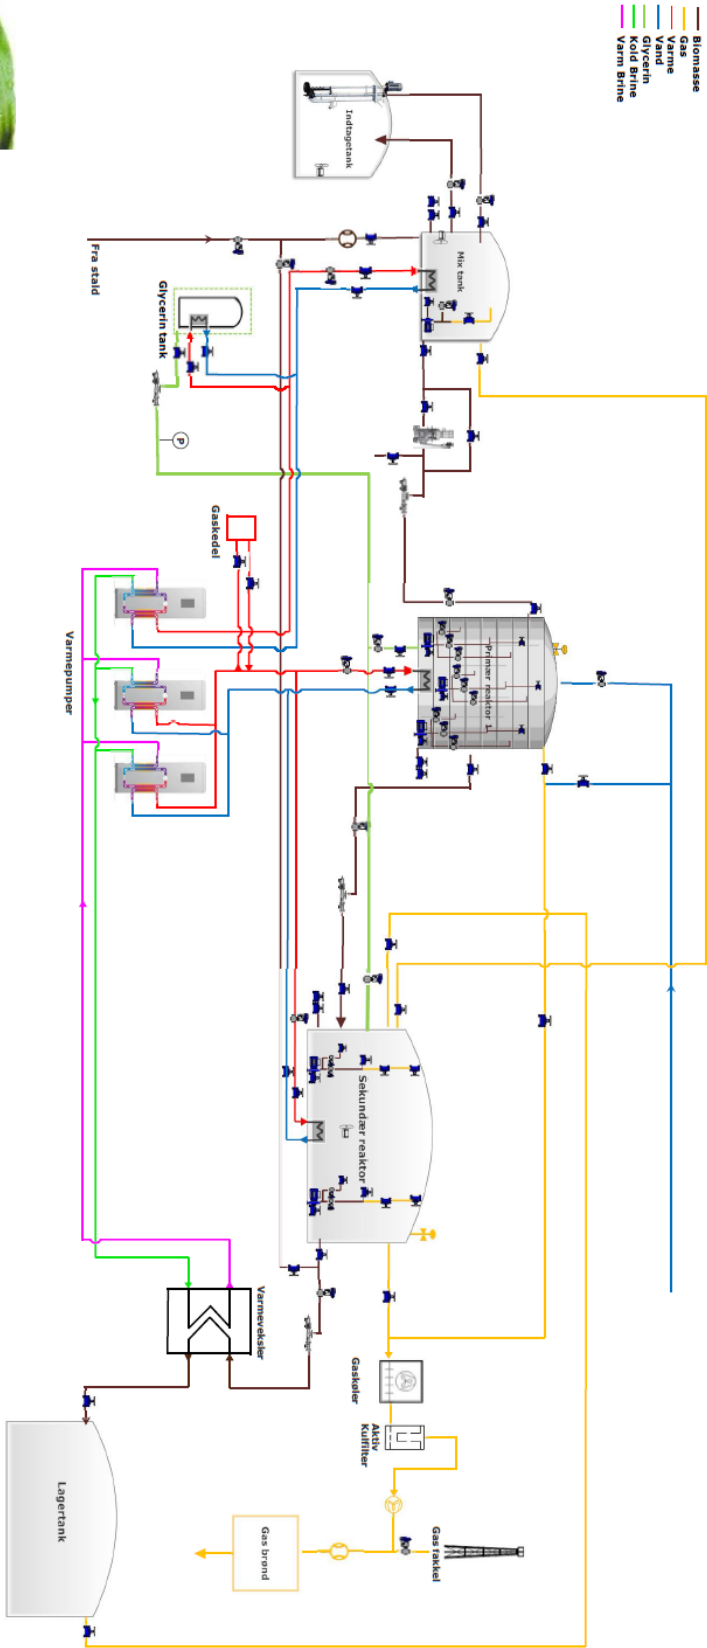 Biomasse
Gas
Varme
Vand
Glycerin
Kold Brine
Varm Brine
Indtagetank
Mix tank
Fra stald
Glycerin tank
P
Gaskedel
Varmepumper
Primær reaktor 1
Sekundær reaktor
Varmeveksler
Gaskøler
Aktiv
Kulfilter
Gas fakkel
Gas brønd
Lagertank